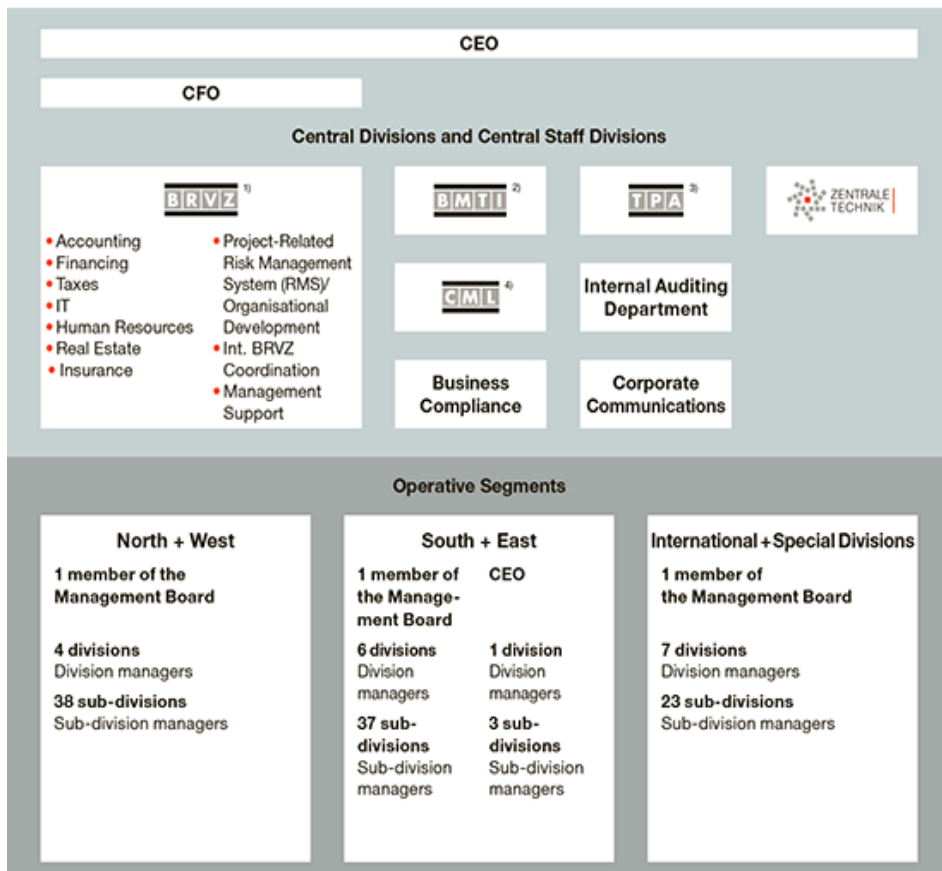 CEO
CFO
Central Divisions and Central Staff Divisions
BRVZ 1)
• Accounting
• Financing
• Taxes
• IT
• Human Resources
• Real Estate
• Insurance
• Project-Related
Risk Management
System (RMS)/
Organisational
Development
• Int. BRVZ
Coordination
• Management
Support
BMTI 2)
TPA 3)
ZENTRALE
TECHNIK
CML 4)
Internal Auditing
Department
Business
Compliance
Corporate
Communications
Operative Segments
North + West
1 member of the
Management Board
4 divisions
Division managers
38 sub-divisions
Sub-division managers
South + East
1 member of
the Manage-
ment Board
6 divisions
Division
managers
37 sub-
divisions
Sub-division
managers
CEO
1 division
Division
managers
3 sub-
divisions
Sub-division
managers
International + Special Divisions
1 member of
the Management Board
7 divisions
Division managers
23 sub-divisions
Sub-division managers